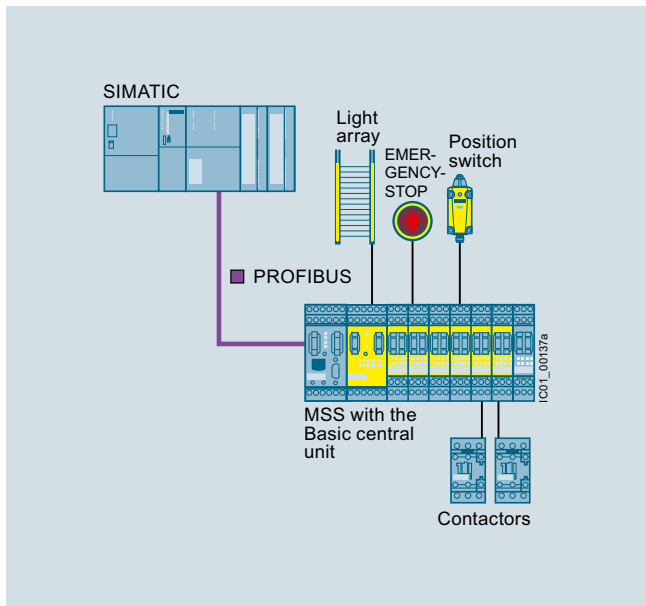 SIMATIC
Light
array
EMER-
GENCY-
STOP
Position
switch
PROFIBUS
IC01_00137a
MSS with the
Basic central
unit
Contactors